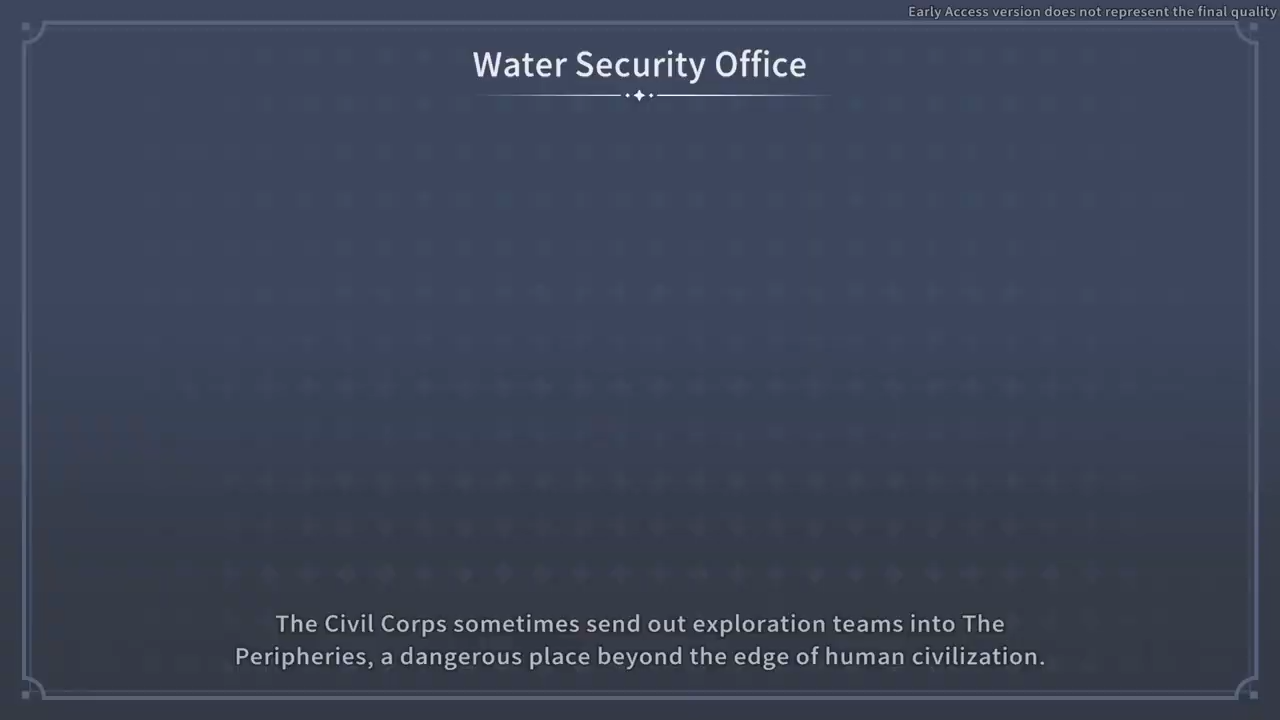 Early Access version does not represent the final quality
Water Security Office
The Civil Corps sometimes send out exploration teams into The
Peripheries, a dangerous place beyond the edge of human civilization.